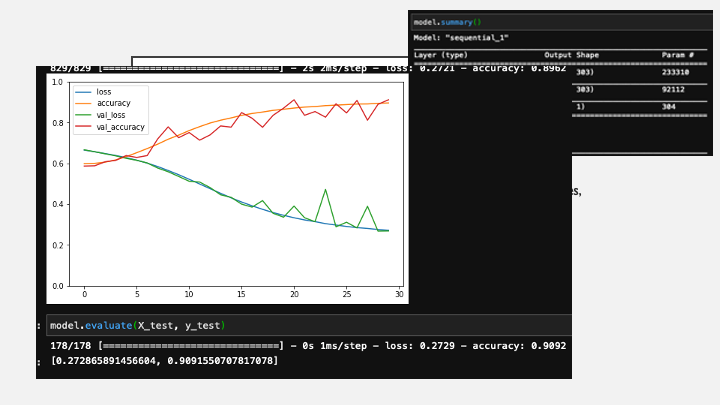 model.summary()
Model: "sequential_1"
Layer (type) Output Shape Param #
303) 233310
303) 92112
1) 304
829/829 [==============================] - 2s 2ms/step - loss: 0.2721 - accuracy: 0.8962
1.0
0.8
0.6
0.4
0.2
0.0
loss
accuracy
val_loss
val_accuracy
0 5 10 15 20 25 30
model.evaluate(X_test, y_test)
178/178 [==============================] - 0s 1ms/step - loss: 0.2729 - accuracy: 0.9092
[0.272865891456604, 0.9091550707817078]